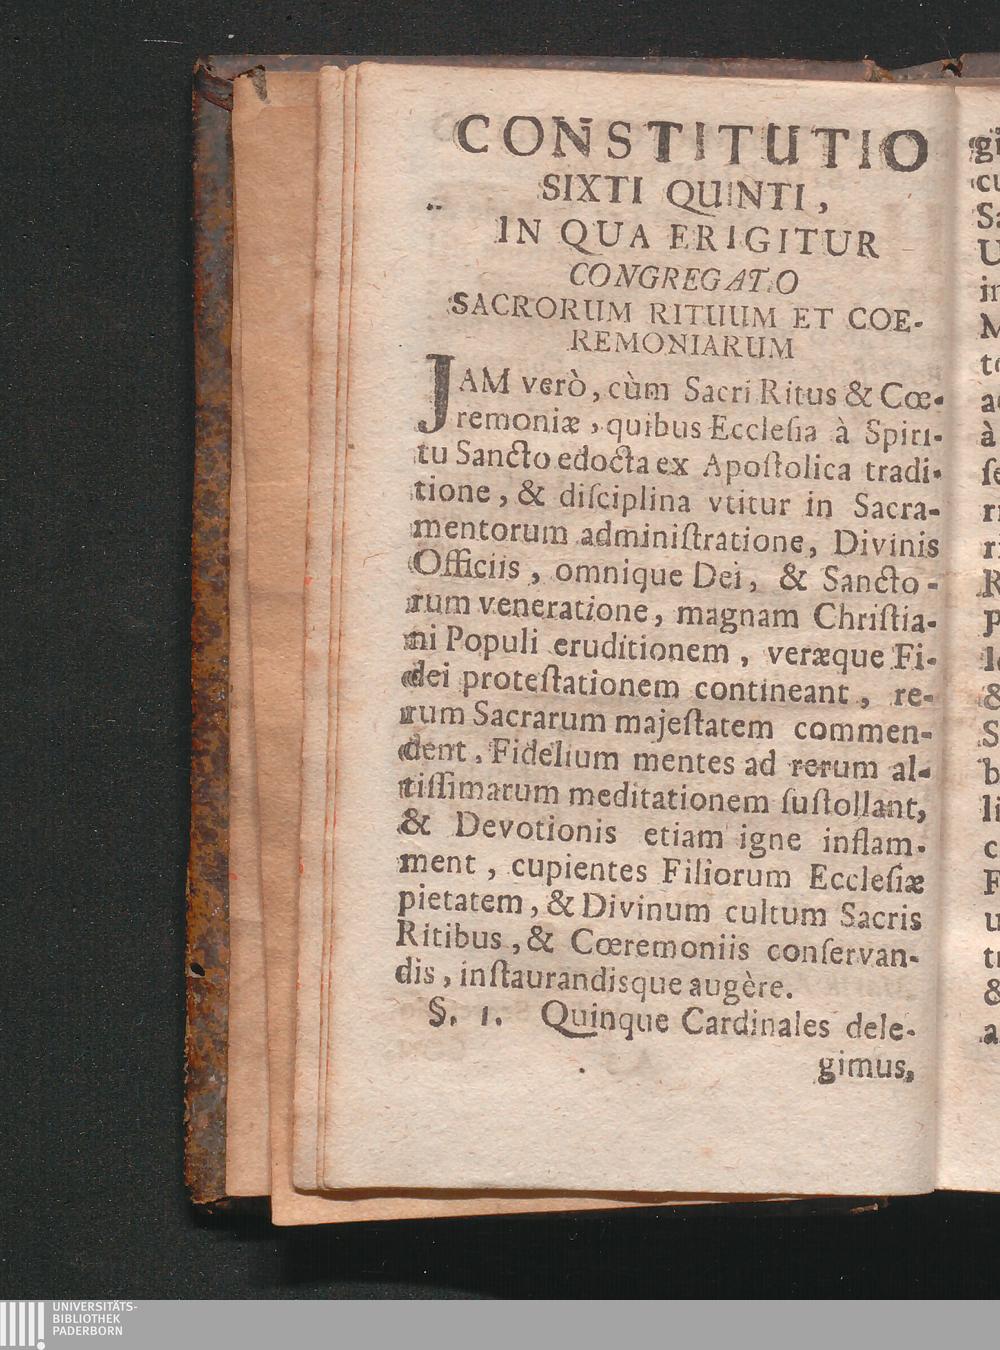 CONSTITUTIO
SIXTI QUINTI,
IN QUA ERIGITUR
CONGREGATIO
SACRORUM RITUUM ET COE-
REMONIARUM
JAM verò, cùm Sacri Ritus & Cœ-
remoniæ, quibus Ecclesia à Spiri-
tu Sancto edocta ex Apoſtolica tradi-
tione, & diſciplina vtitur in Sacra-
mentorum adminiſtratione, Divinis
Officiis, omnique Dei, & Sancto-
rum veneratione, magnam Chriſtia-
ni Populi eruditionem, veræque Fi-
dei proteſtationem contineant, re-
rum Sacrarum majeſtatem commen-
dent, Fidelium mentes ad rerum al-
tiſſimarum meditationem ſuſtollant,
& Devotionis etiam igne inflam-
ment, cupientes Filiorum Eccleſiæ
pietatem, & Divinum cultum Sacris
Ritibus, & Cœremoniis conſervan-
dis, inſtaurandisque augère.
§. 1. Quinque Cardinales dele-
gimus,
UNIVERSITÄTS-
BIBLIOTHEK
PADERBORN